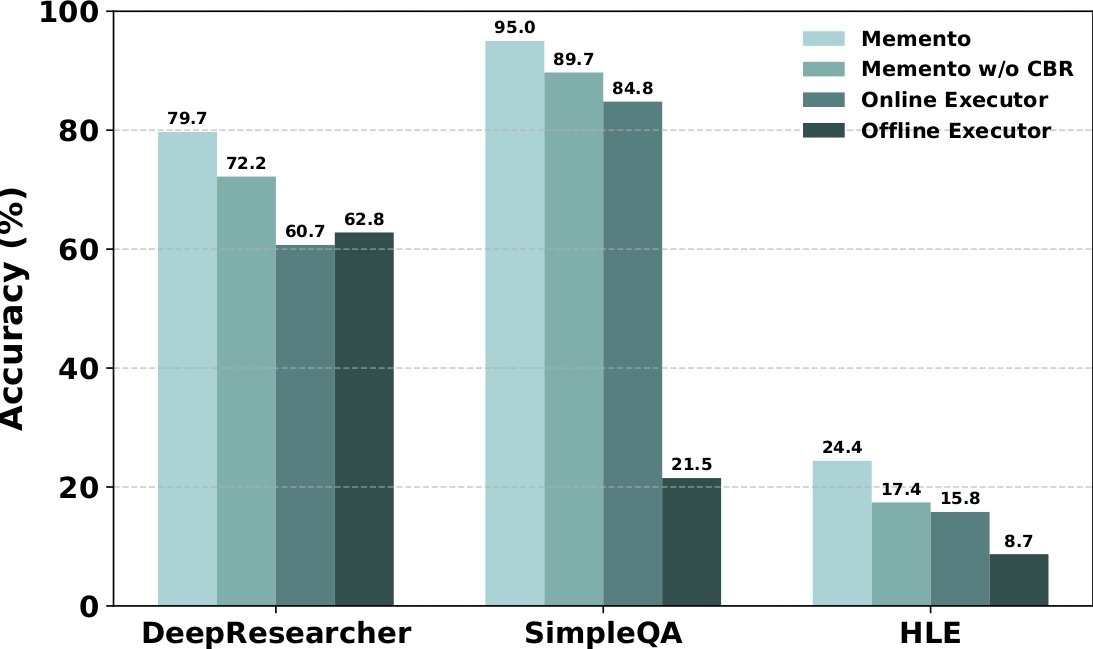 Accuracy (%)
100
80
60
40
20
0
79.7
72.2
60.7
62.8
95.0
89.7
84.8
21.5
24.4
17.4
15.8
8.7
Memento
Memento w/o CBR
Online Executor
Offline Executor
DeepResearcher
SimpleQA
HLE